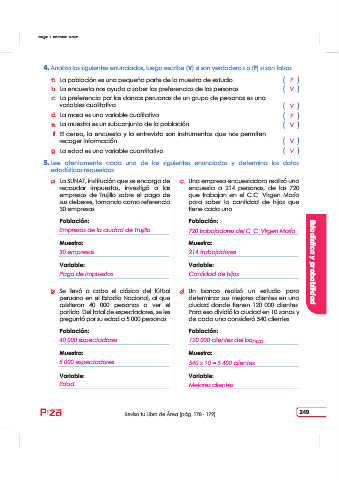 4. Analiza los siguientes enunciados, luego escribe (V) si son verdaderos o (F) si son falsos
La población es una pequeña parte de la muestra de estudio ( F )
b. La encuesta nos ayuda a saber las preferencia de las personas ( V )
c. La preferencia por las danzas peruanas de un grupo de personas es una
variable cualitativa ( V )
d. La masa es una variable cualitativa ( F )
e. La muestra es un subconjunto de la población ( V )
f. El censo, la encuesta y la entrevista son instrumentos que nos permiten
recoger información ( V )
g. La edad es una variable cuantitativa ( V )
5. Lee atentamente cada uno de los siguientes enunciados y determina los datos
estadísticos requeridos
a) La SUNAT, institución que se encarga de
recaudar impuestos, investigó a las
empresas de Trujillo sobre el pago de
sus deberes, tomando como referencia
30 empresas
Población:
Empresas de la ciudad de Trujillo
Muestra:
30 empresas
Variable:
Pago de impuestos
b) Se llevó a cabo el clásico del fútbol
peruano en el Estadio Nacional, al que
asistieron 40 000 personas a ver el
partido. Del total de espectadores, se les
preguntó por su edad a 5 000 personas
Población:
40 000 espectadores
Muestra:
5 000 espectadores
Variable:
Edad
c. Una empresa encuestadora realizó una
encuesta a 214 personas, de las 720
que trabajan en el C.C. Virgen María
para saber la cantidad de hijos que
tiene cada uno
Población:
720 trabajadores del C. C. Virgen María.
Muestra:
214 trabajadores
Variable:
Cantidad de hijos
d. Un banco realizó un estudio para
determinar sus mejores clientes en una
ciudad donde tienen 120 000 clientes.
Para eso dividió la ciudad en 10 zonas y
de cada una consideró 540 clientes
Población:
120 000 clientes del banco
Muestra:
540 x 10 = 5 400 clientes
Variable:
Mejores clientes
Estadística y probabilidad
Revisa tu Libro de Área (pág. 178 - 179)
249